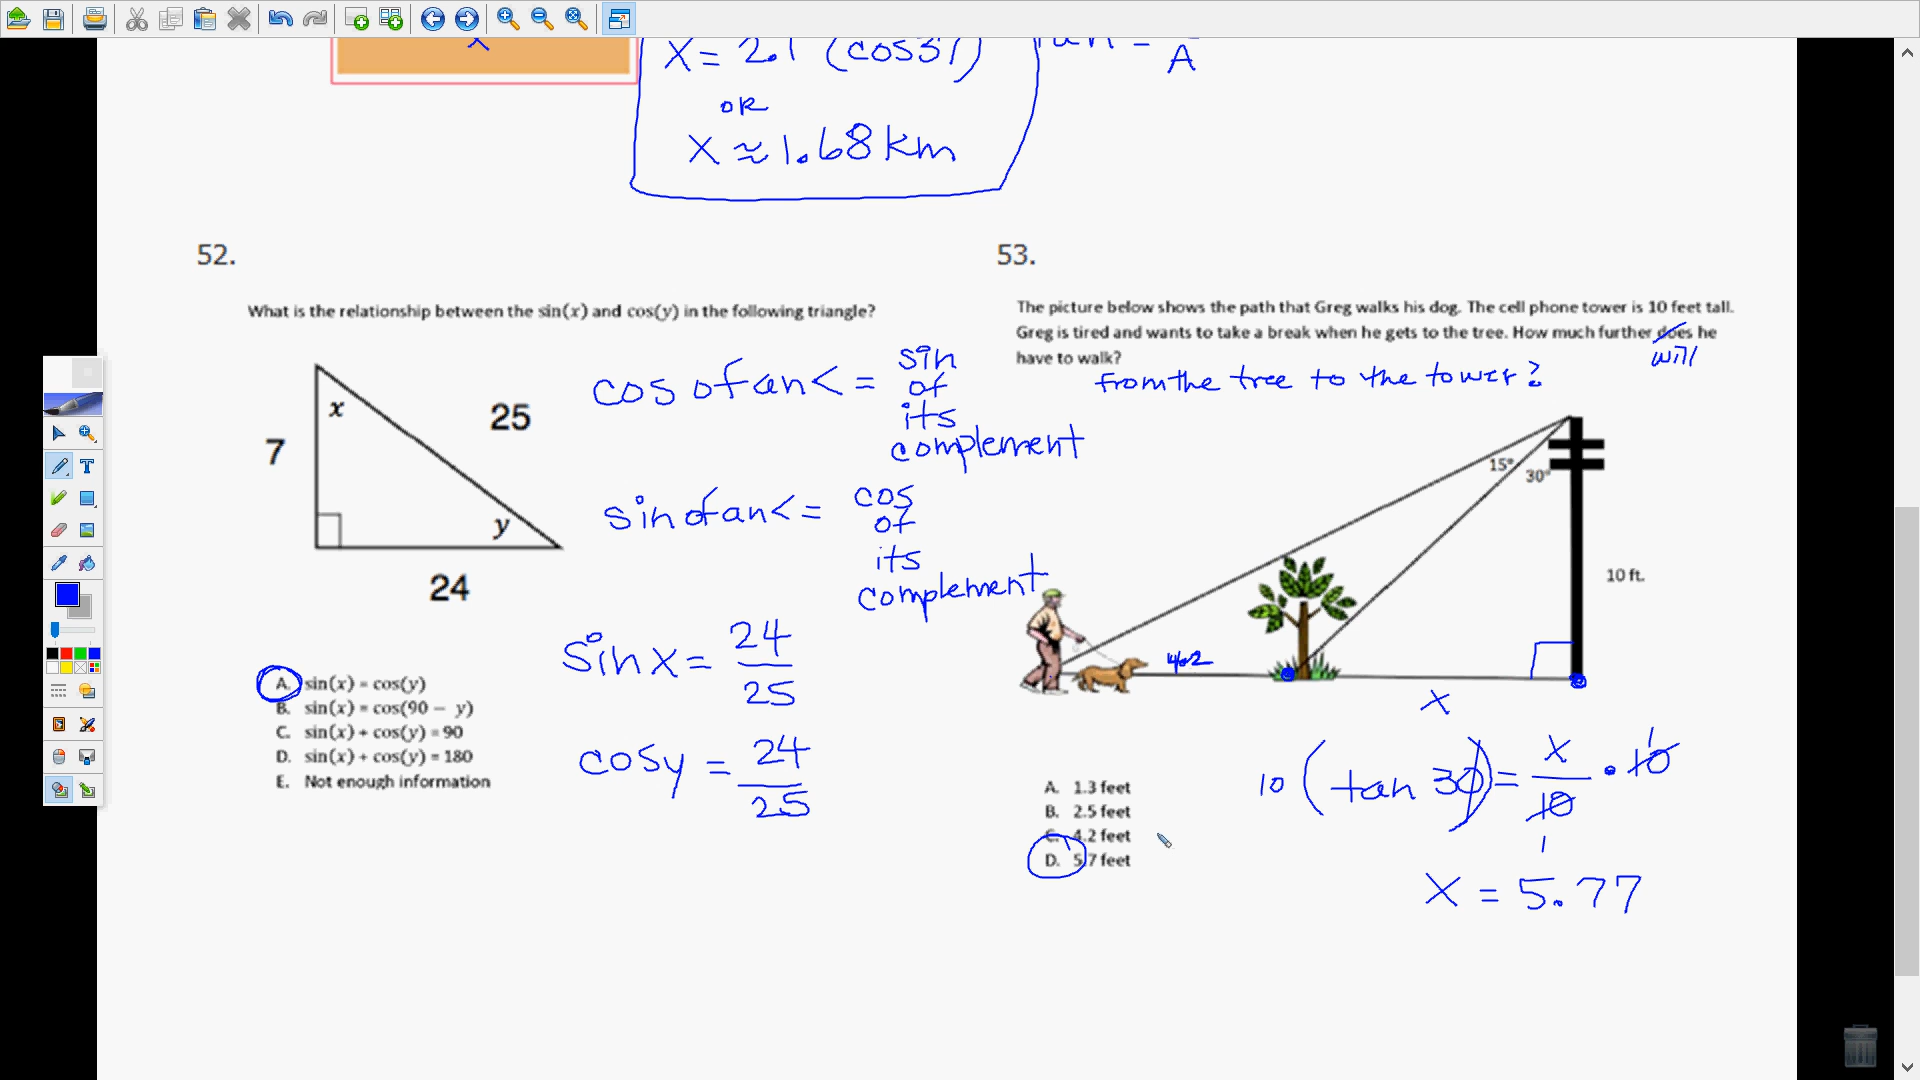 x
X = 2.1 (cos37)
tan = 
A
OR
X ≈ 1.68 km
52.
What is the relationship between the sin(x) and cos(y) in the following triangle?
x
7
25
y
24
cos of an < = sin
of
its
complement
sin of an < = cos
of
its
complement
sin x = 24
25
cos y = 24
25
A. sin(x) = cos(y)
B. sin(x) = cos(90 − y)
C. sin(x) + cos(y) = 90
D. sin(x) + cos(y) = 180
E. Not enough information
53.
The picture below shows the path that Greg walks his dog. The cell phone tower is 10 feet tall.
Greg is tired and wants to take a break when he gets to the tree. How much further does he
will
have to walk?
from the tree to the tower?
15°
30°
10 ft.
4.2
x
A. 1.3 feet
B. 2.5 feet
C. 4.2 feet
D. 5.7 feet
10 (tan 30) = x
10
· 10
1
1
X = 5.77
T